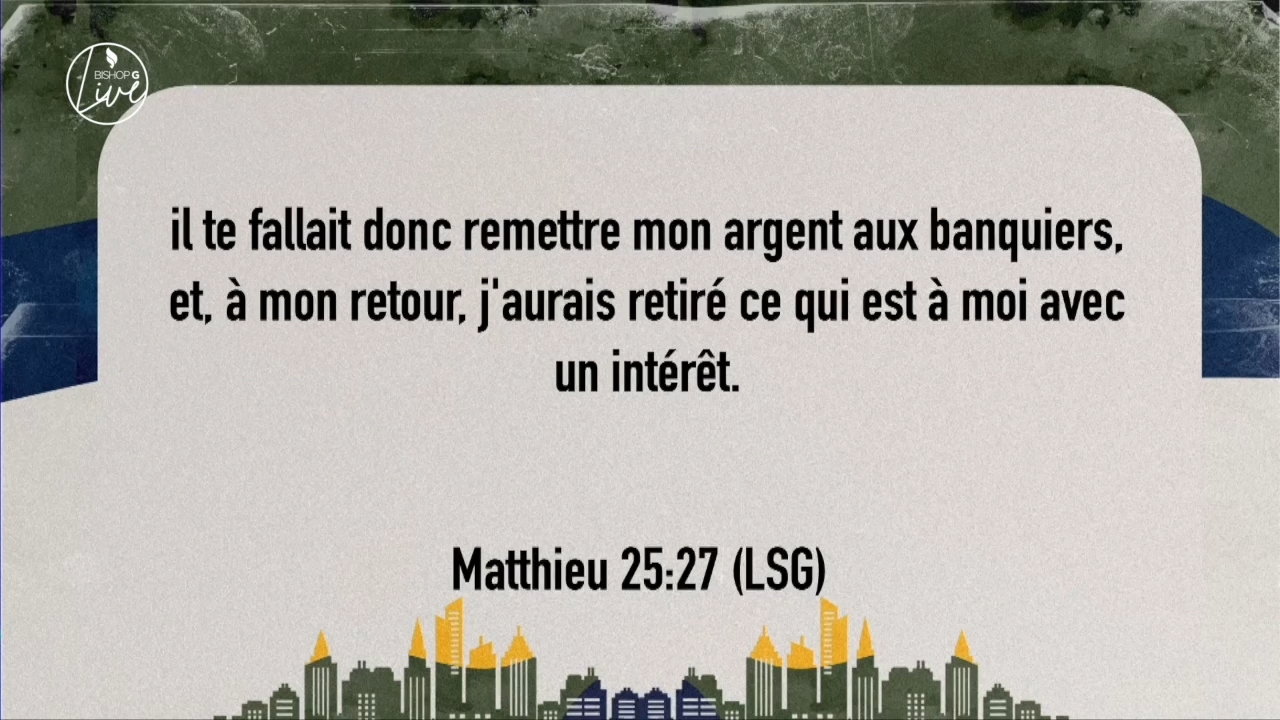 BISHOP G
Live
il te fallait donc remettre mon argent aux banquiers,
et, à mon retour, j'aurais retiré ce qui est à moi avec
un intérêt.
Matthieu 25:27 (LSG)